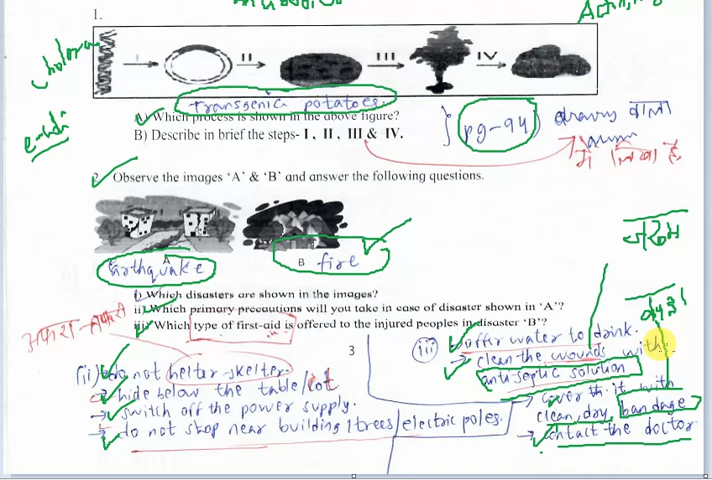 1.
cholera
I II III IV
transgenic potatoes
A) Which process is shown in the above figure?
B) Describe in brief the steps- I, II, III & IV.
pg-94
Observe the images ‘A’ & ‘B’ and answer the following questions.
A B
Earthquake
fire
i) Which disasters are shown in the images?
ii) Which primary precautions will you take in case of disaster shown in ‘A’?
iii) Which type of first-aid is offered to the injured peoples in disaster ‘B’?
3
(ii) do not helter-skelter.
→ hide below the table/cot
→ switch off the power supply.
→ do not stop near building/trees/electric poles.
(iii) offer water to drink.
→ clean the wounds with
anti septic solution
→ cover th it with
clean, dry, bandage
→ contact the doctor